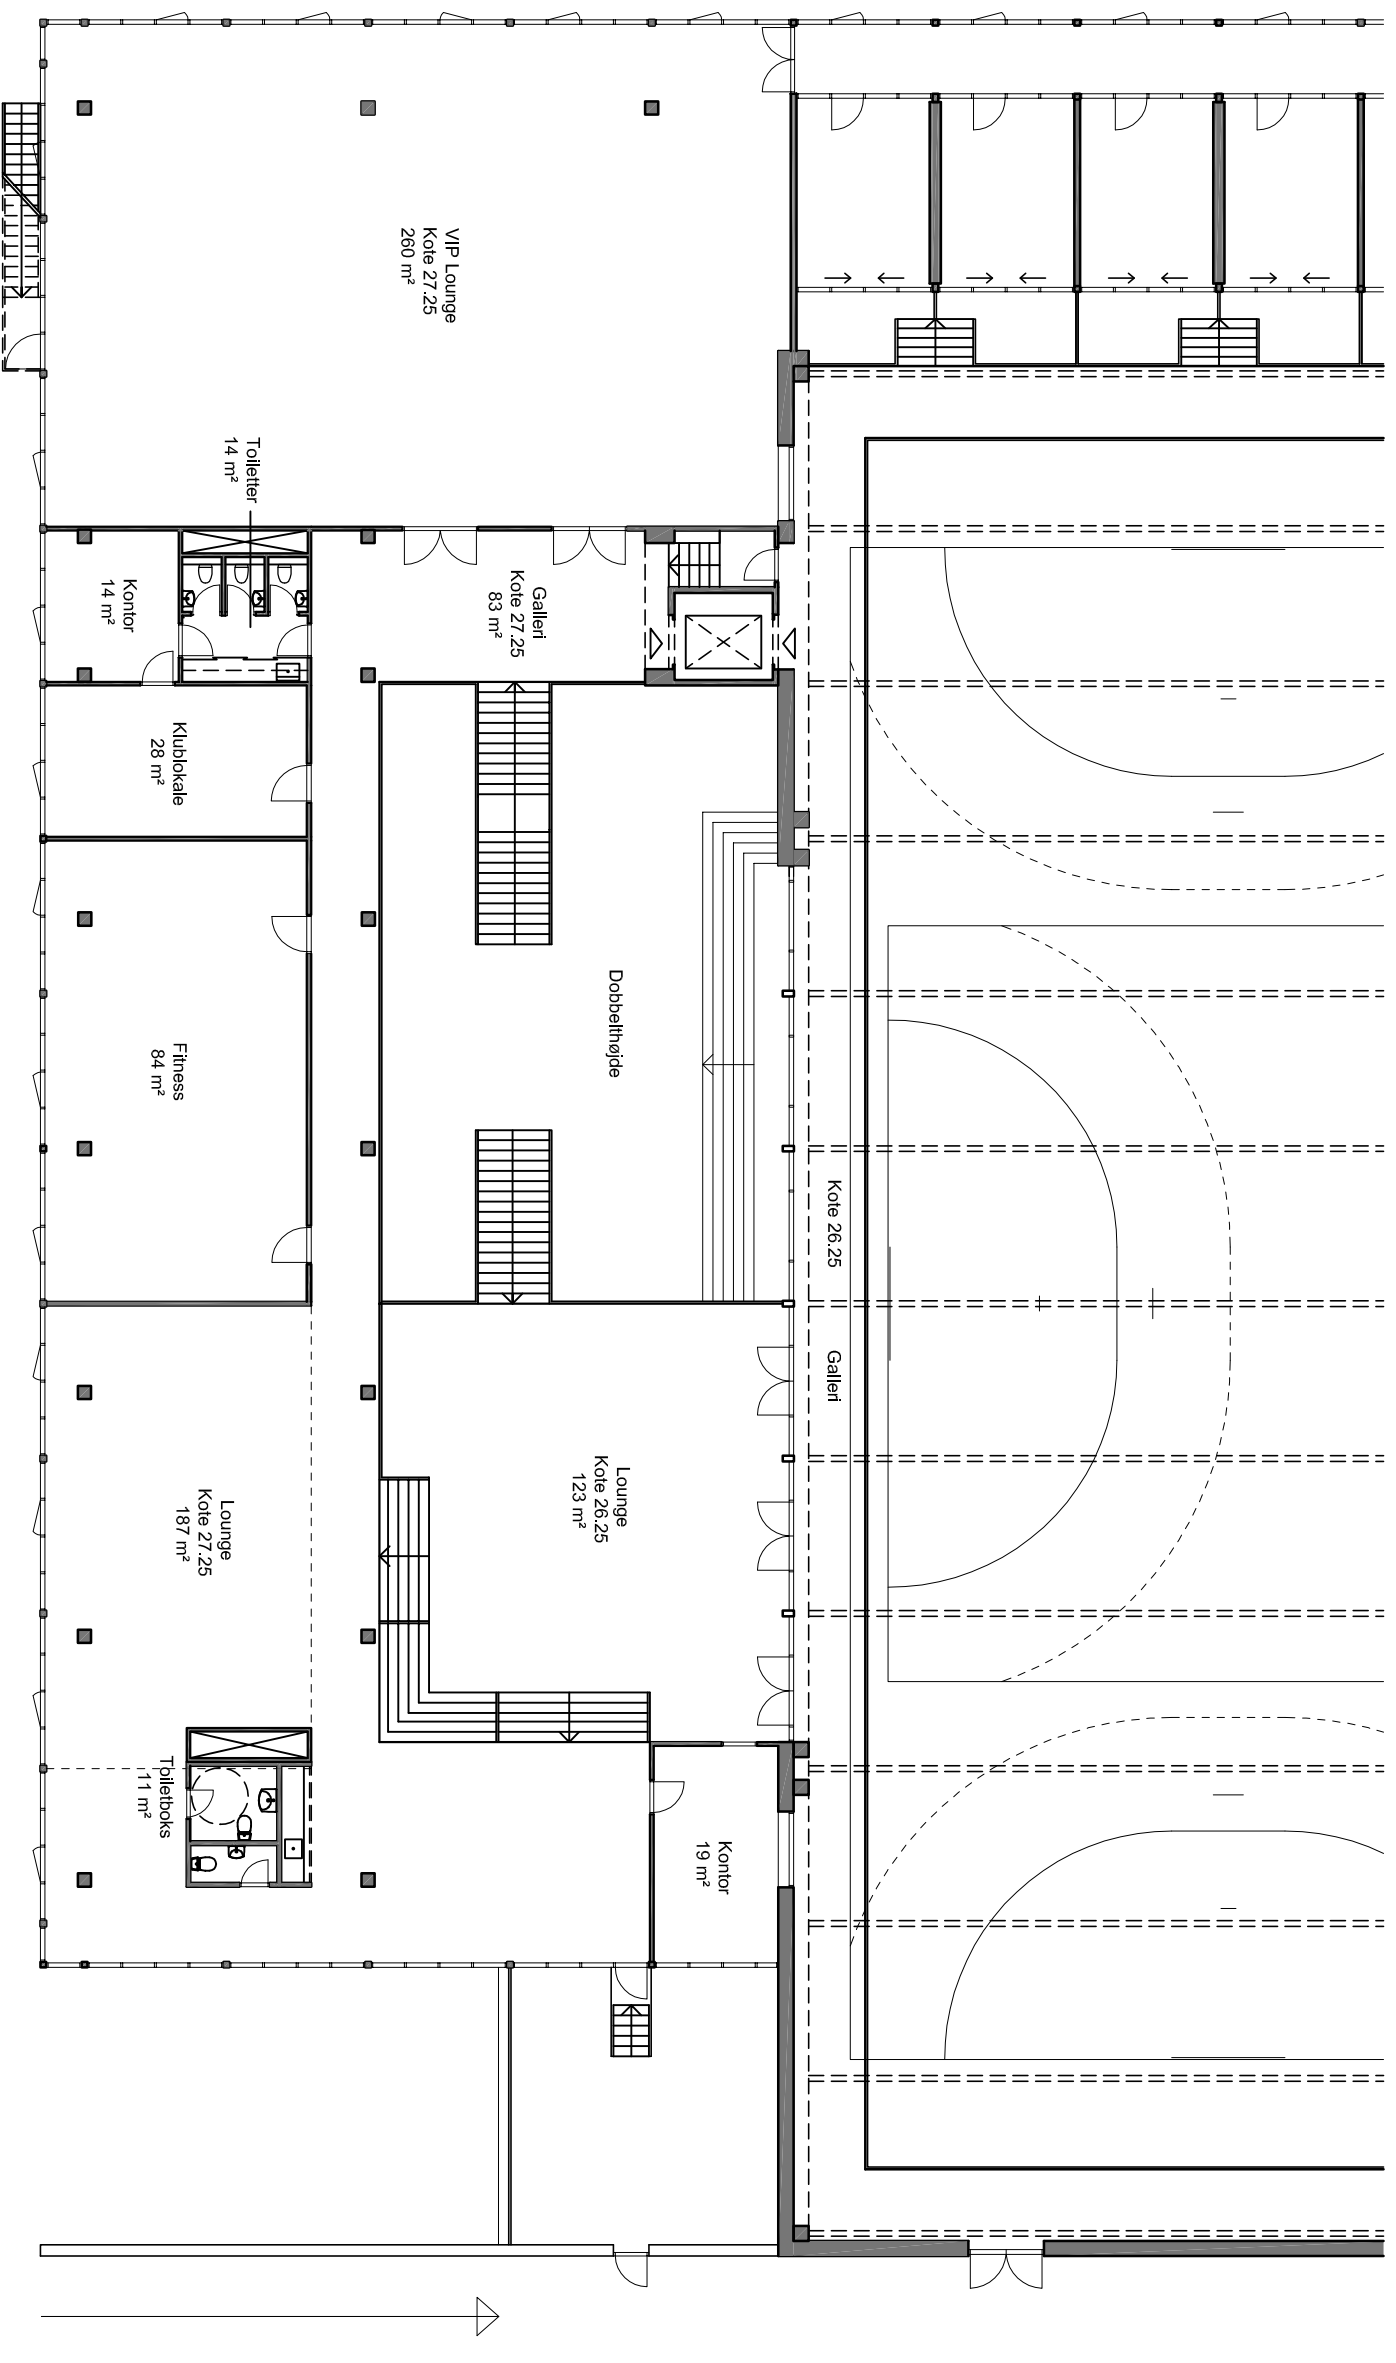 VIP Lounge
Kote 27.25
260 m²
Toiletter
14 m²
Kontor
14 m²
Galleri
Kote 27.25
83 m²
Klublokale
28 m²
Dobbelthøjde
Fitness
84 m²
Kote 26.25
Galleri
Lounge
Kote 26.25
123 m²
Lounge
Kote 27.25
187 m²
Toiletboks
11 m²
Kontor
19 m²